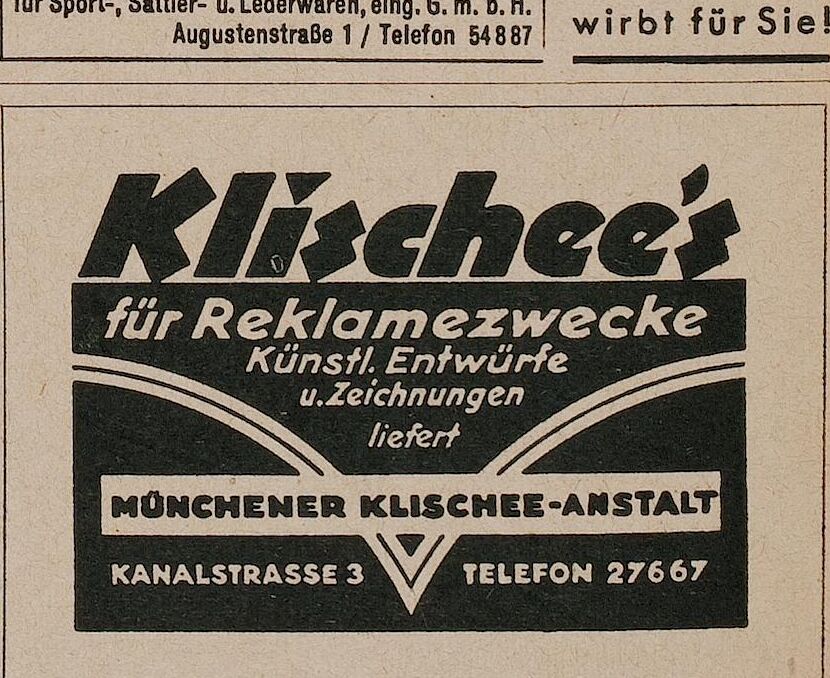 für Sport-, Sattler- u. Lederwaren, eing. G. m. b. H.
Augustenstraße 1 / Telefon 54887
wirbt für Sie!
Klischee's
für Reklamezwecke
Künstl. Entwürfe
u. Zeichnungen
liefert
MÜNCHENER KLISCHEE-ANSTALT
KANALSTRASSE 3 TELEFON 27667